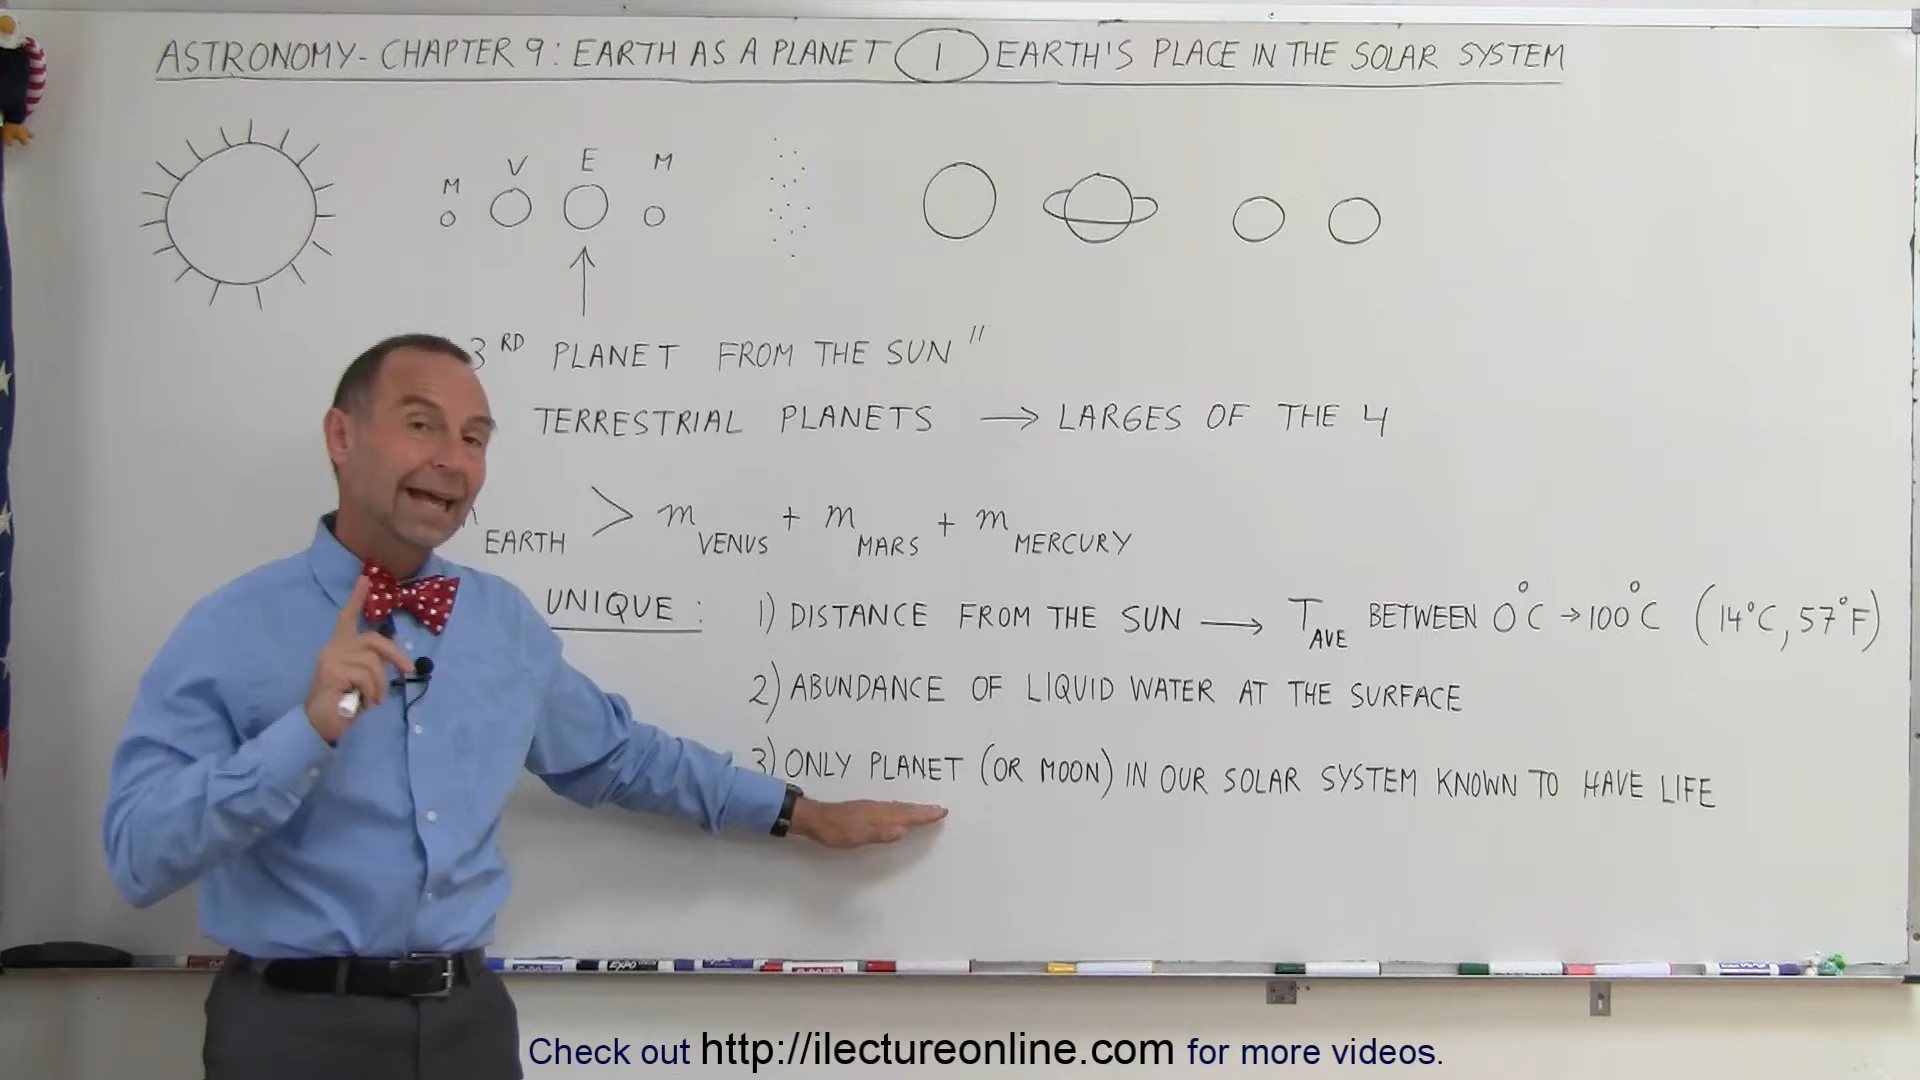 ASTRONOMY - CHAPTER 9 : EARTH AS A PLANET 1 EARTH'S PLACE IN THE SOLAR SYSTEM
M V E M
3RD PLANET FROM THE SUN"
TERRESTRIAL PLANETS → LARGES OF THE 4
EARTH > m VENUS + m MARS + m MERCURY
UNIQUE : 1) DISTANCE FROM THE SUN → T AVE BETWEEN 0°C → 100°C (14°C, 57°F)
2) ABUNDANCE OF LIQUID WATER AT THE SURFACE
3) ONLY PLANET (OR MOON) IN OUR SOLAR SYSTEM KNOWN TO HAVE LIFE
EXPO
Check out http://ilectureonline.com for more videos.